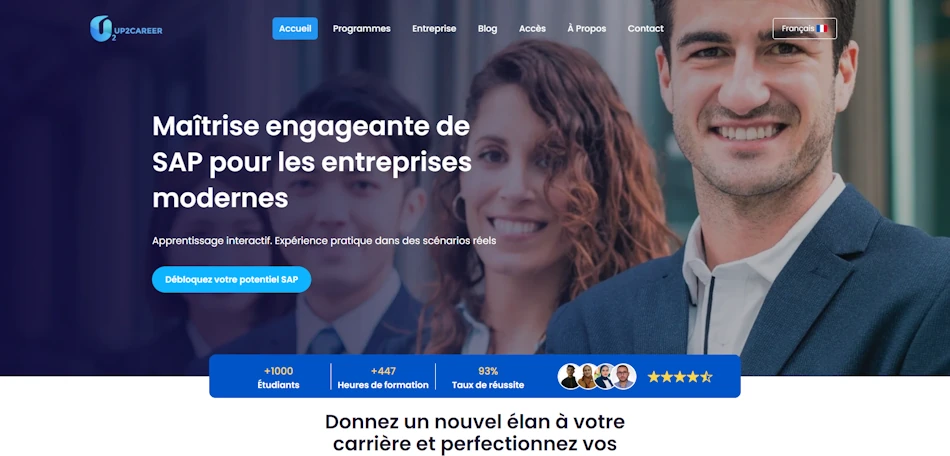 UP2CAREER
2
Accueil
Programmes
Entreprise
Blog
Accès
À Propos
Contact
Français
Maîtrise engageante de
SAP pour les entreprises
modernes
Apprentissage interactif. Expérience pratique dans des scénarios réels
Débloquez votre potentiel SAP
+1000
Étudiants
+447
Heures de formation
93%
Taux de réussite
Donnez un nouvel élan à votre
carrière et perfectionnez vos